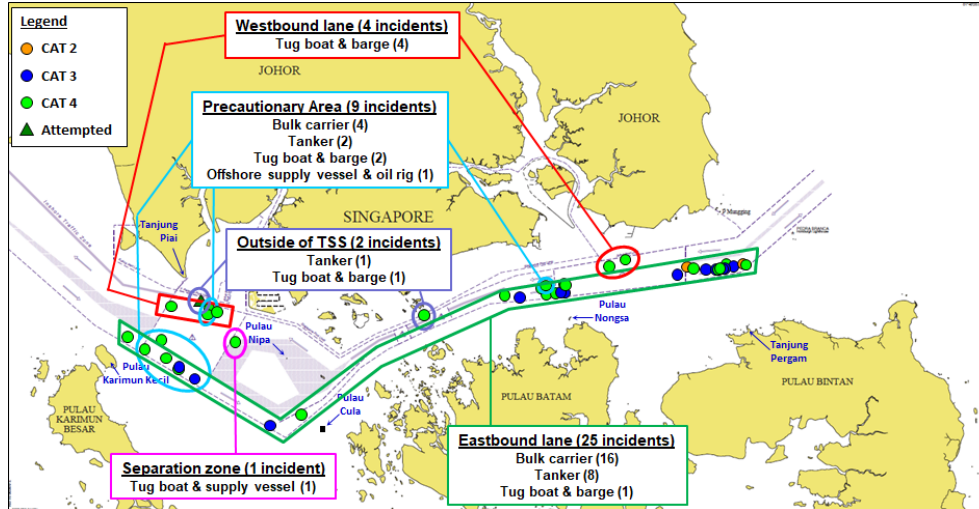 Legend
CAT 2
CAT 3
CAT 4
Attempted
Westbound lane (4 incidents)
Tug boat & barge (4)
JOHOR
Precautionary Area (9 incidents)
Bulk carrier (4)
Tanker (2)
Tug boat & barge (2)
Offshore supply vessel & oil rig (1)
JOHOR
SINGAPORE
Tanjung
Piai
Outside of TSS (2 incidents)
Tanker (1)
Tug boat & barge (1)
Pulau
Nongsa
Pulau
Nipa
Tanjung
Pergam
Pulau
Karimun Kecil
PULAU
KARIMUN
BESAR
Pulau
Cula
PULAU BATAM
PULAU BINTAN
Separation zone (1 incident)
Tug boat & supply vessel (1)
Eastbound lane (25 incidents)
Bulk carrier (16)
Tanker (8)
Tug boat & barge (1)